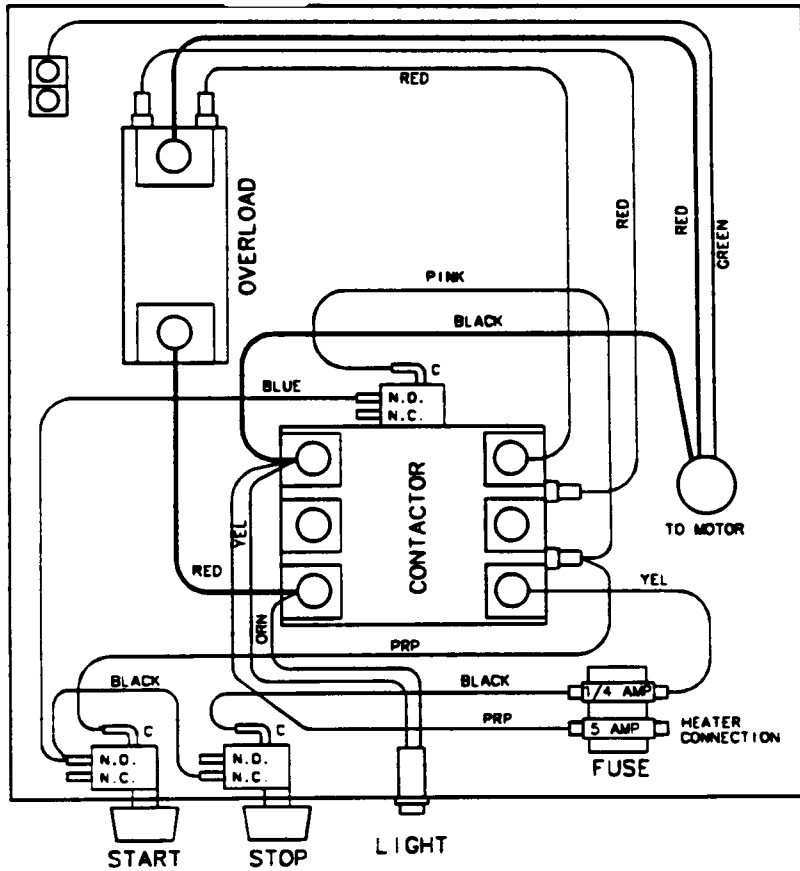 RED
OVERLOAD
RED
RED
GREEN
PINK
BLACK
C
BLUE
N.O.
N.C.
CONTACTOR
TO MOTOR
YEL
RED
YEL
ORN
PRP
BLACK
BLACK
1/4 AMP
C
C
PRP
5 AMP
HEATER
CONNECTION
N.O.
N.C.
N.O.
N.C.
FUSE
START
STOP
LIGHT